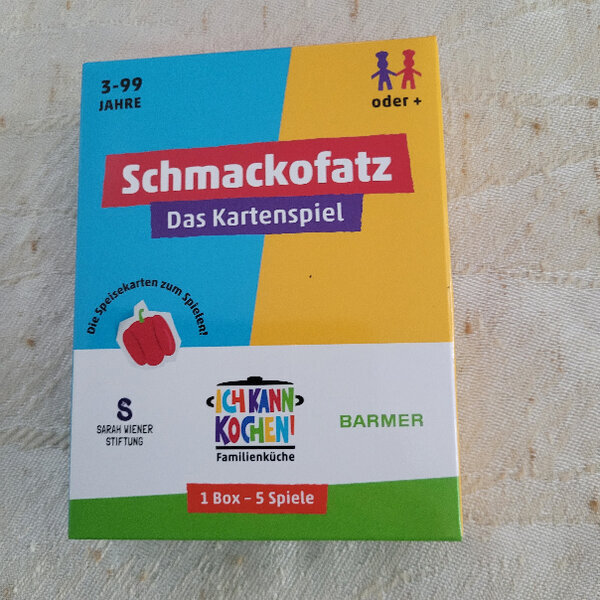 3-99
JAHRE
oder +
Schmackofatz
Das Kartenspiel
Die Speisekarten zum Spielen!
S
SARAH WIENER
STIFTUNG
ICH KANN
KOCHEN!
Familienküche
BARMER
1 Box - 5 Spiele